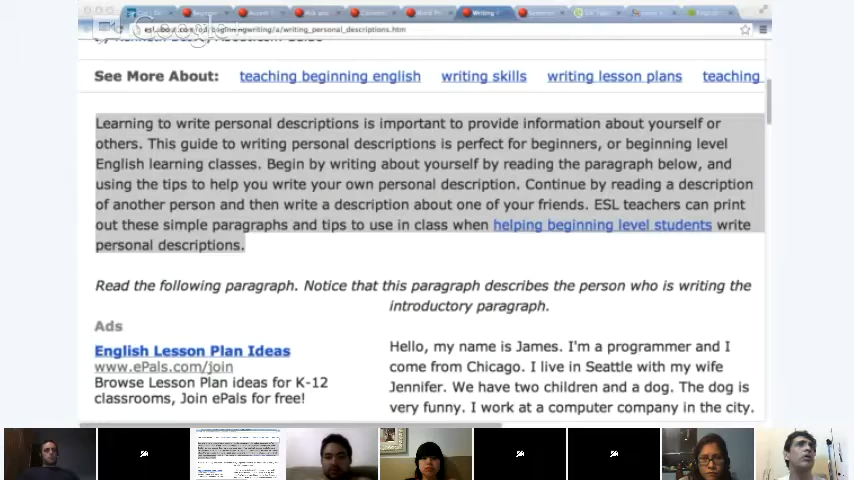 Writing
esl.about.com/od/beginningwriting/a/writing_personal_descriptions.htm
Google
See More About: teaching beginning english writing skills writing lesson plans teaching
Learning to write personal descriptions is important to provide information about yourself or
others. This guide to writing personal descriptions is perfect for beginners, or beginning level
English learning classes. Begin by writing about yourself by reading the paragraph below, and
using the tips to help you write your own personal description. Continue by reading a description
of another person and then write a description about one of your friends. ESL teachers can print
out these simple paragraphs and tips to use in class when helping beginning level students write
personal descriptions.
Read the following paragraph. Notice that this paragraph describes the person who is writing the
introductory paragraph.
Ads
English Lesson Plan Ideas
www.ePals.com/join
Browse Lesson Plan ideas for K-12
classrooms, Join ePals for free!
Hello, my name is James. I'm a programmer and I
come from Chicago. I live in Seattle with my wife
Jennifer. We have two children and a dog. The dog is
very funny. I work at a computer company in the city.